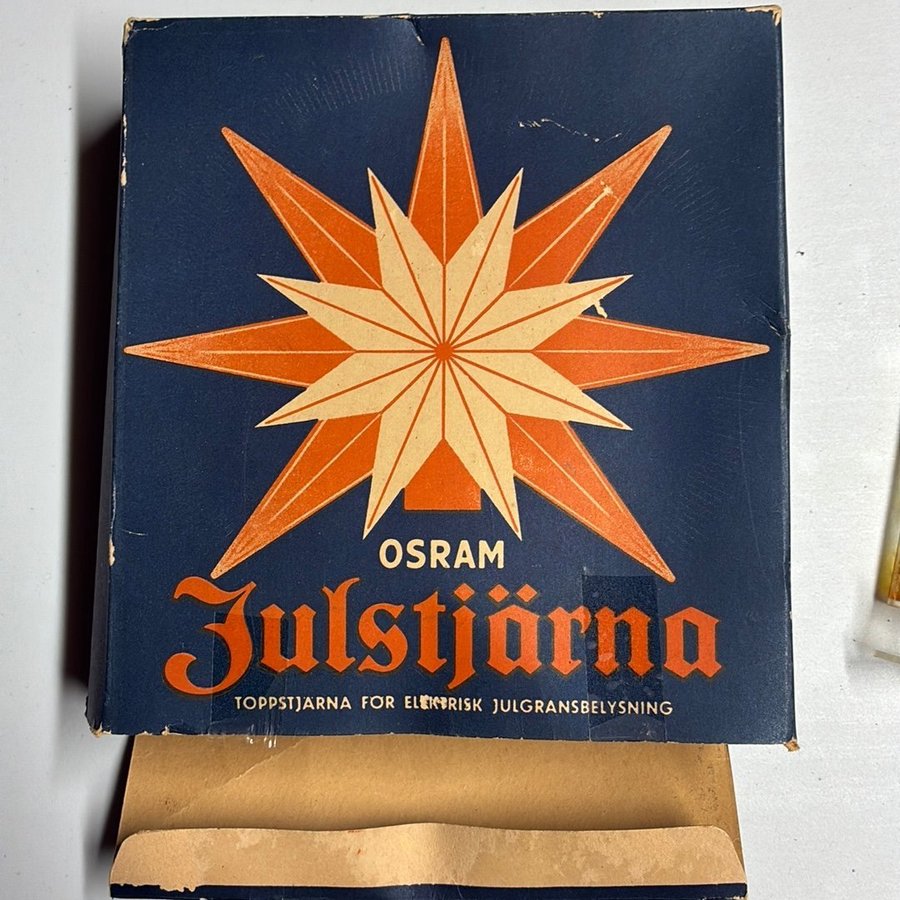 OSRAM
Julstjärna
TOPPSTJÄRNA FÖR ELEKTRISK JULGRANSBELYSNING